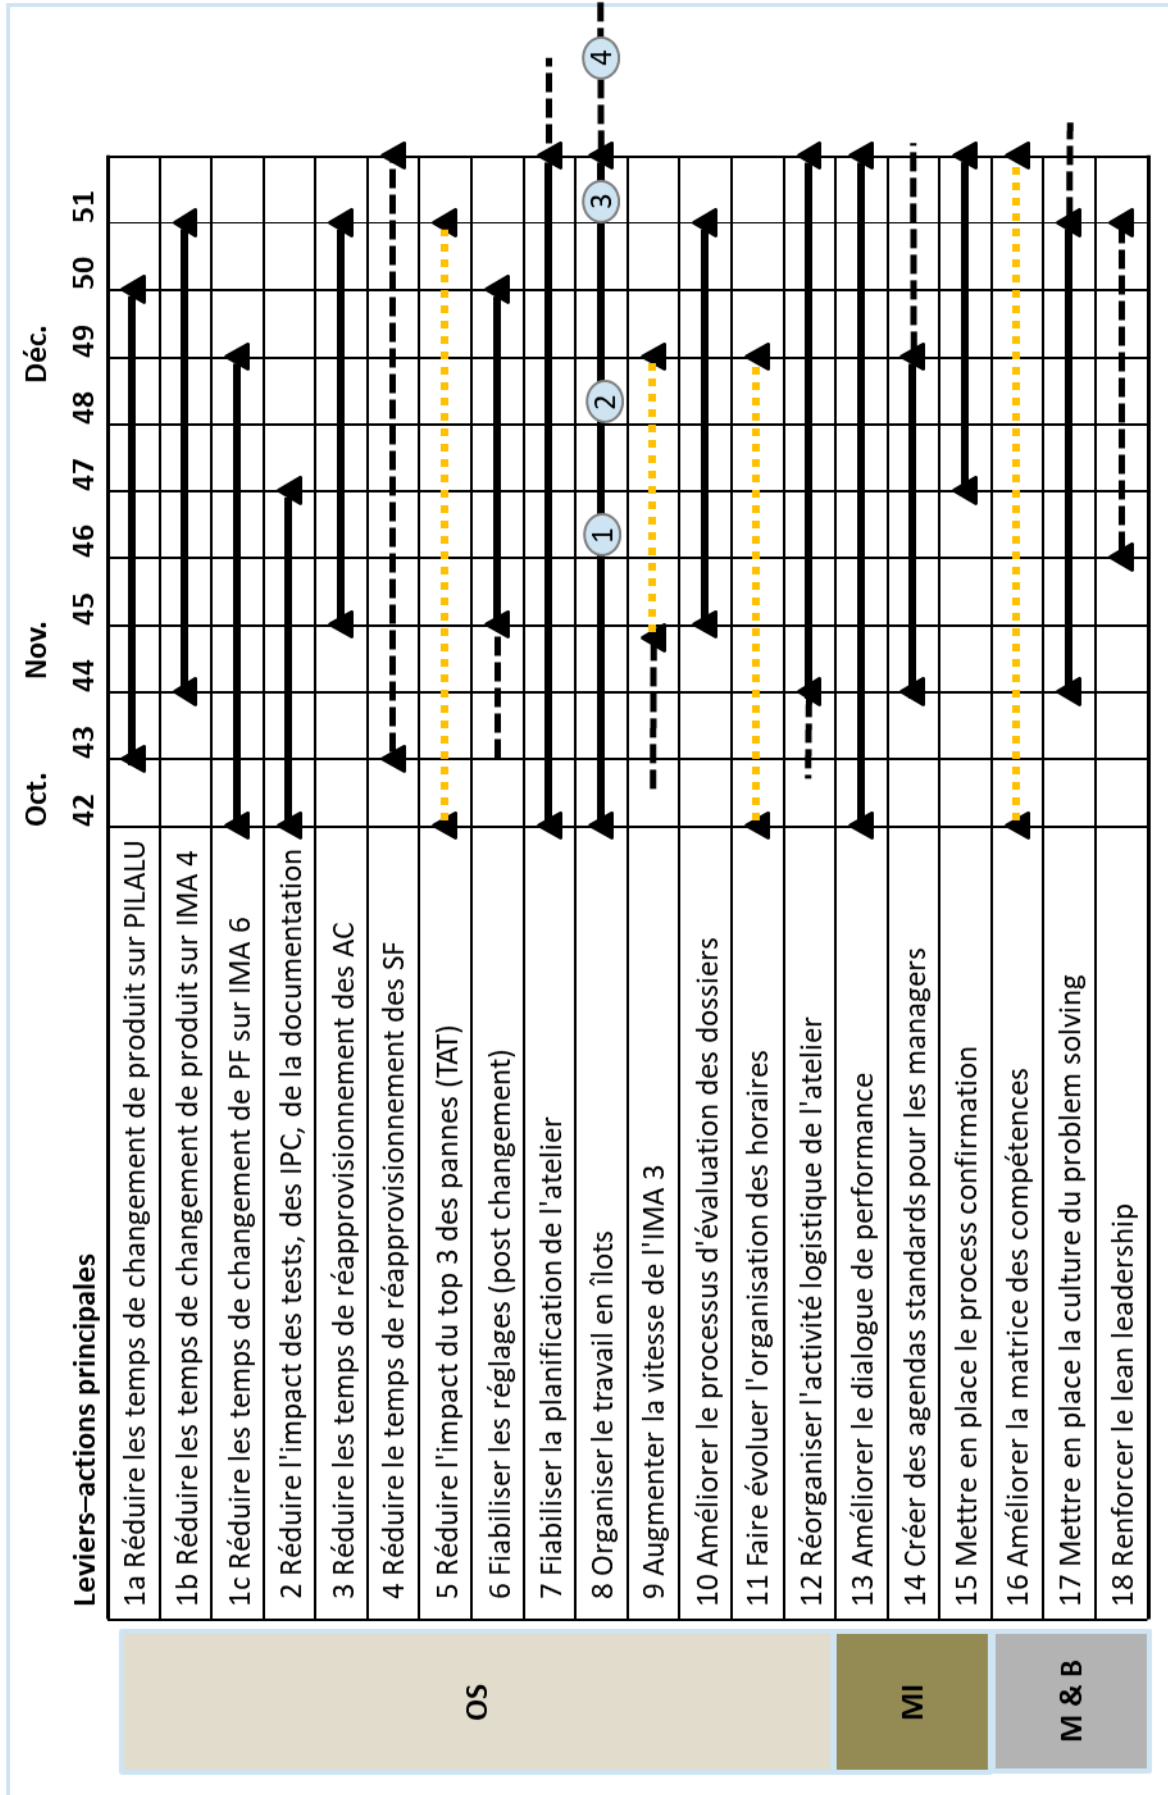 Oct. Nov. Déc.
Leviers–actions principales 42 43 44 45 46 47 48 49 50 51
OS
1a Réduire les temps de changement de produit sur PILALU
1b Réduire les temps de changement de produit sur IMA 4
1c Réduire les temps de changement de PF sur IMA 6
2 Réduire l'impact des tests, des IPC, de la documentation
3 Réduire les temps de réapprovisionnement des AC
4 Réduire le temps de réapprovisionnement des SF
5 Réduire l'impact du top 3 des pannes (TAT)
6 Fiabiliser les réglages (post changement)
7 Fiabiliser la planification de l'atelier
8 Organiser le travail en îlots 1 2 3 4
9 Augmenter la vitesse de l'IMA 3
10 Améliorer le processus d'évaluation des dossiers
11 Faire évoluer l'organisation des horaires
12 Réorganiser l'activité logistique de l'atelier
MI
13 Améliorer le dialogue de performance
14 Créer des agendas standards pour les managers
15 Mettre en place le process confirmation
M & B
16 Améliorer la matrice des compétences
17 Mettre en place la culture du problem solving
18 Renforcer le lean leadership